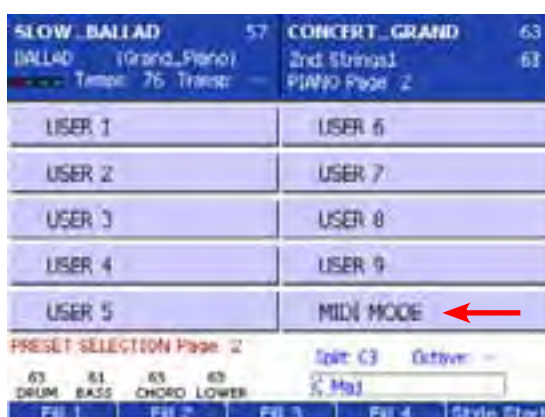 SLOW_BALLAD 57 CONCERT_GRAND 63
BALLAD (Grand_Piano) 2nd Strings1 63
Tempo: 76 Transp: -- PIANO Page 2
USER 1 USER 6
USER 2 USER 7
USER 3 USER 8
USER 4 USER 9
USER 5 MIDI MODE
PRESET SELECTION Page 2
Split C3 Octave --
63 61 63 63
DRUM BASS CHORD LOWER
C Maj
Fill 1 Fill 2 Fill 3 Fill 4